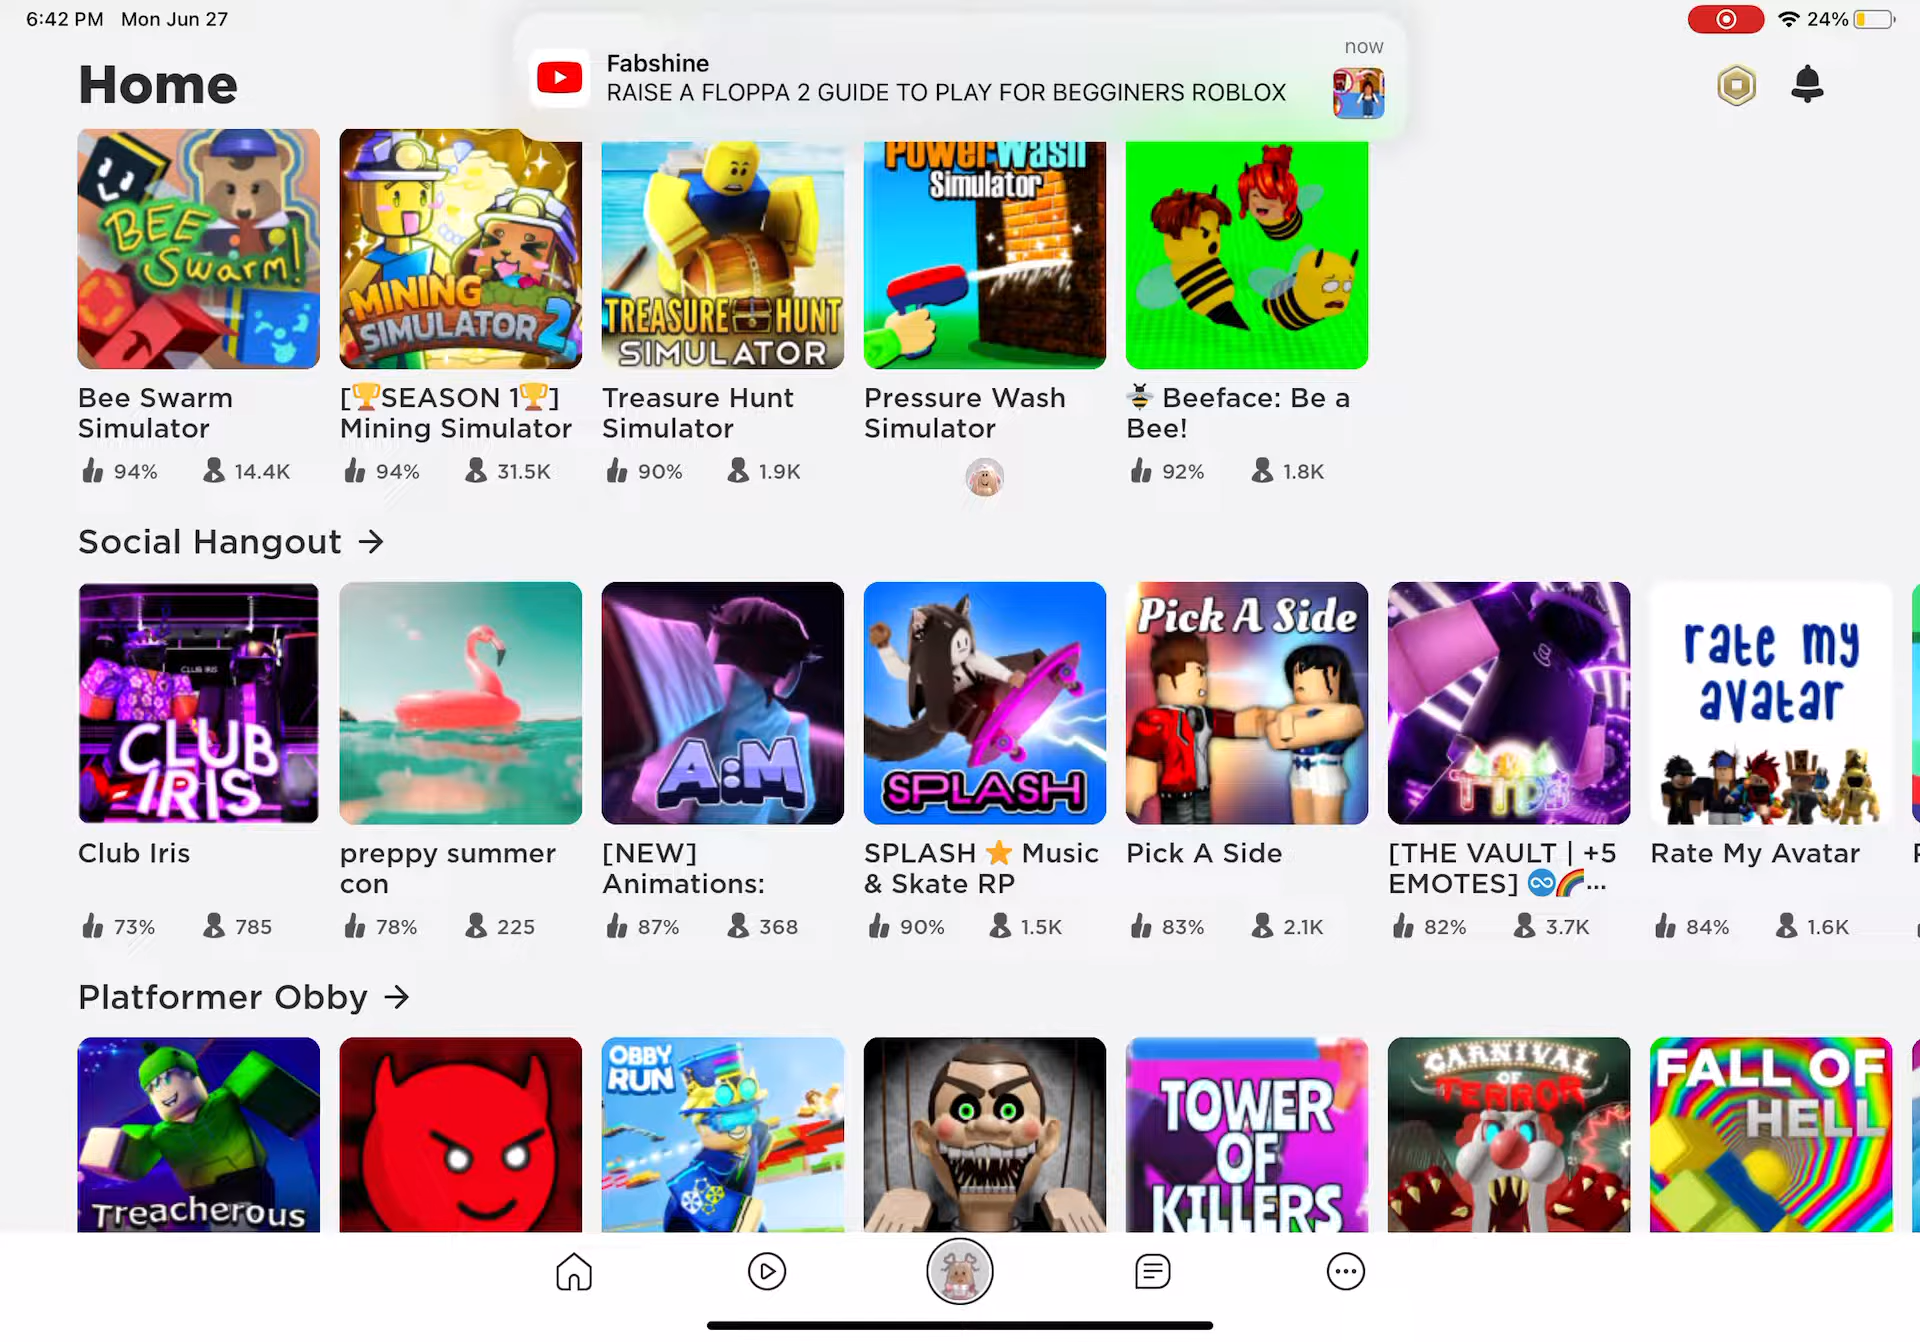 6:42 PM Mon Jun 27
24%
Fabshine
now
RAISE A FLOPPA 2 GUIDE TO PLAY FOR BEGGINERS ROBLOX
Home
BEE
Swarm!
MINING
SIMULATOR 2
TREASURE HUNT
SIMULATOR
PowerWash
Simulator
Bee Swarm
Simulator
94% 14.4K
[🏆SEASON 1🏆]
Mining Simulator
94% 31.5K
Treasure Hunt
Simulator
90% 1.9K
Pressure Wash
Simulator
🐝 Beeface: Be a
Bee!
92% 1.8K
Social Hangout →
CLUB IRIS
CLUB
IRIS
A:M
SPLASH
Pick A Side
TTD3
rate my
avatar
Club Iris
73% 785
preppy summer
con
78% 225
[NEW]
Animations:
87% 368
SPLASH ⭐ Music
& Skate RP
90% 1.5K
Pick A Side
83% 2.1K
[THE VAULT | +5
EMOTES] ♾️🌈...
82% 3.7K
Rate My Avatar
84% 1.6K
Platformer Obby →
Treacherous
OBBY
RUN
TOWER
OF
KILLERS
CARNIVAL
OF
TERROR
FALL OF
HELL